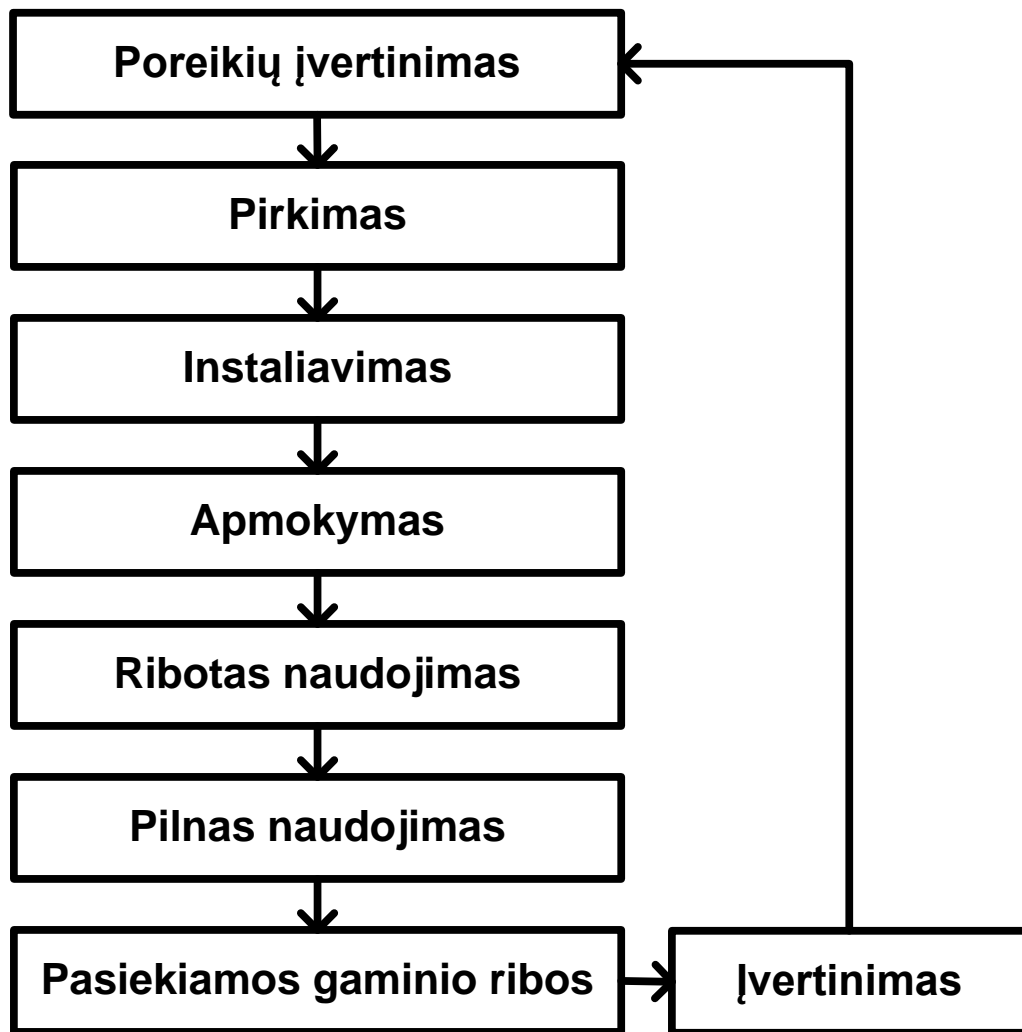 Poreikių įvertinimas
Pirkimas
Instaliavimas
Apmokymas
Ribotas naudojimas
Pilnas naudojimas
Pasiekiamos gaminio ribos
Įvertinimas